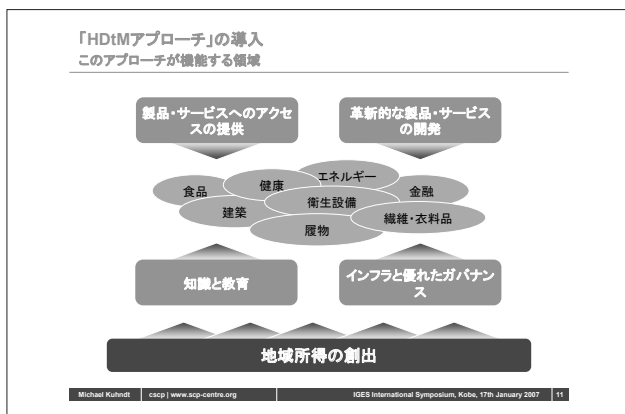 「HDtMアプローチ」の導入
このアプローチが機能する領域
製品・サービスへのアクセ
スの提供
革新的な製品・サービス
の開発
エネルギー
食品
健康
金融
衛生設備
建築
繊維・衣料品
履物
知識と教育
インフラと優れたガバナン
ス
地域所得の創出
Michael Kuhndt cscp | www.scp-centre.org IGES International Symposium, Kobe, 17th January 2007 11